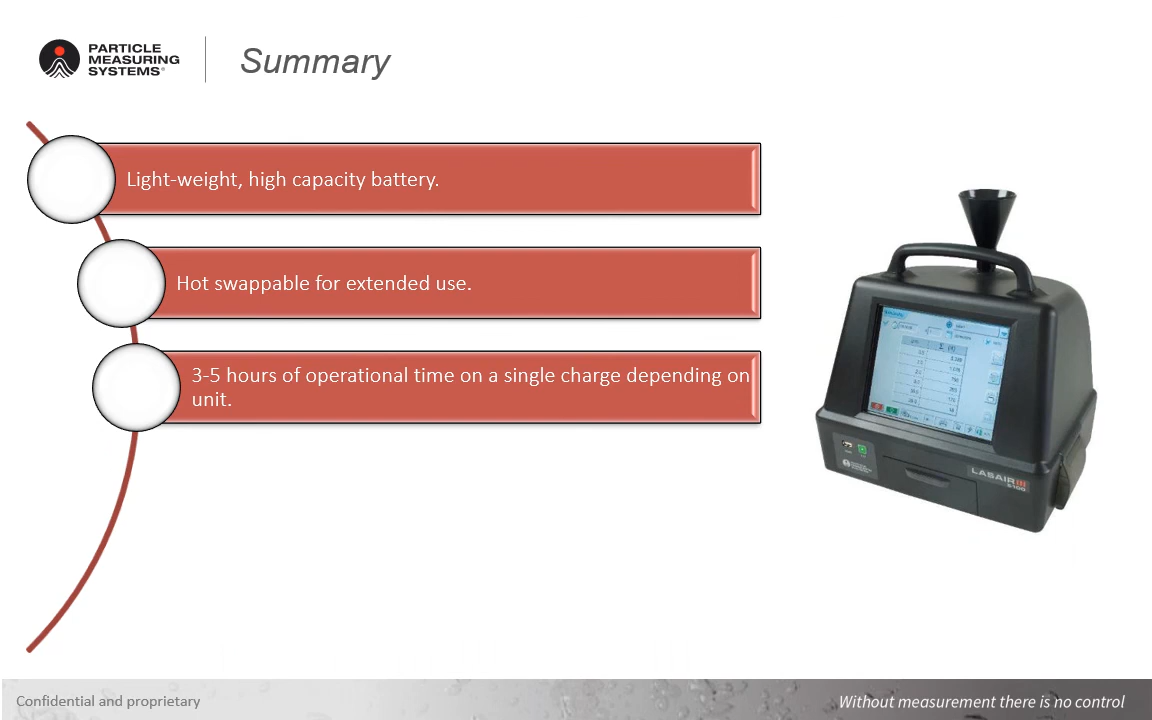 PARTICLE
MEASURING
SYSTEMS®
Summary
Light-weight, high capacity battery.
Hot swappable for extended use.
3-5 hours of operational time on a single charge depending on
unit.
LASAIR III
Confidential and proprietary
Without measurement there is no control